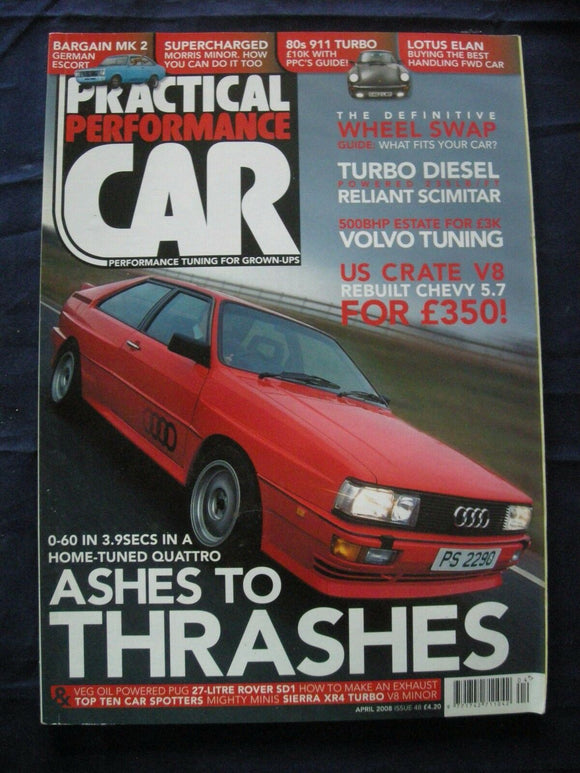 BARGAIN MK 2
GERMAN
ESCORT
SUPERCHARGED
MORRIS MINOR. HOW
YOU CAN DO IT TOO
80s 911 TURBO
£10K WITH
PPC'S GUIDE!
LOTUS ELAN
BUYING THE BEST
HANDLING FWD CAR
PRACTICAL
PERFORMANCE
CAR
PERFORMANCE TUNING FOR GROWN-UPS
THE DEFINITIVE
WHEEL SWAP
GUIDE: WHAT FITS YOUR CAR?
TURBO DIESEL
POWERED
RELIANT SCIMITAR
500BHP ESTATE FOR £3K
VOLVO TUNING
US CRATE V8
REBUILT CHEVY 5.7
FOR £350!
PS 2290
0-60 IN 3.9SECS IN A
HOME-TUNED QUATTRO
ASHES TO
THRASHES
& VEG OIL POWERED PUG 27-LITRE ROVER SD1 HOW TO MAKE AN EXHAUST
TOP TEN CAR SPOTTERS MIGHTY MINIS SIERRA XR4 TURBO V8 MINOR
APRIL 2008 ISSUE 48 £4.20
04